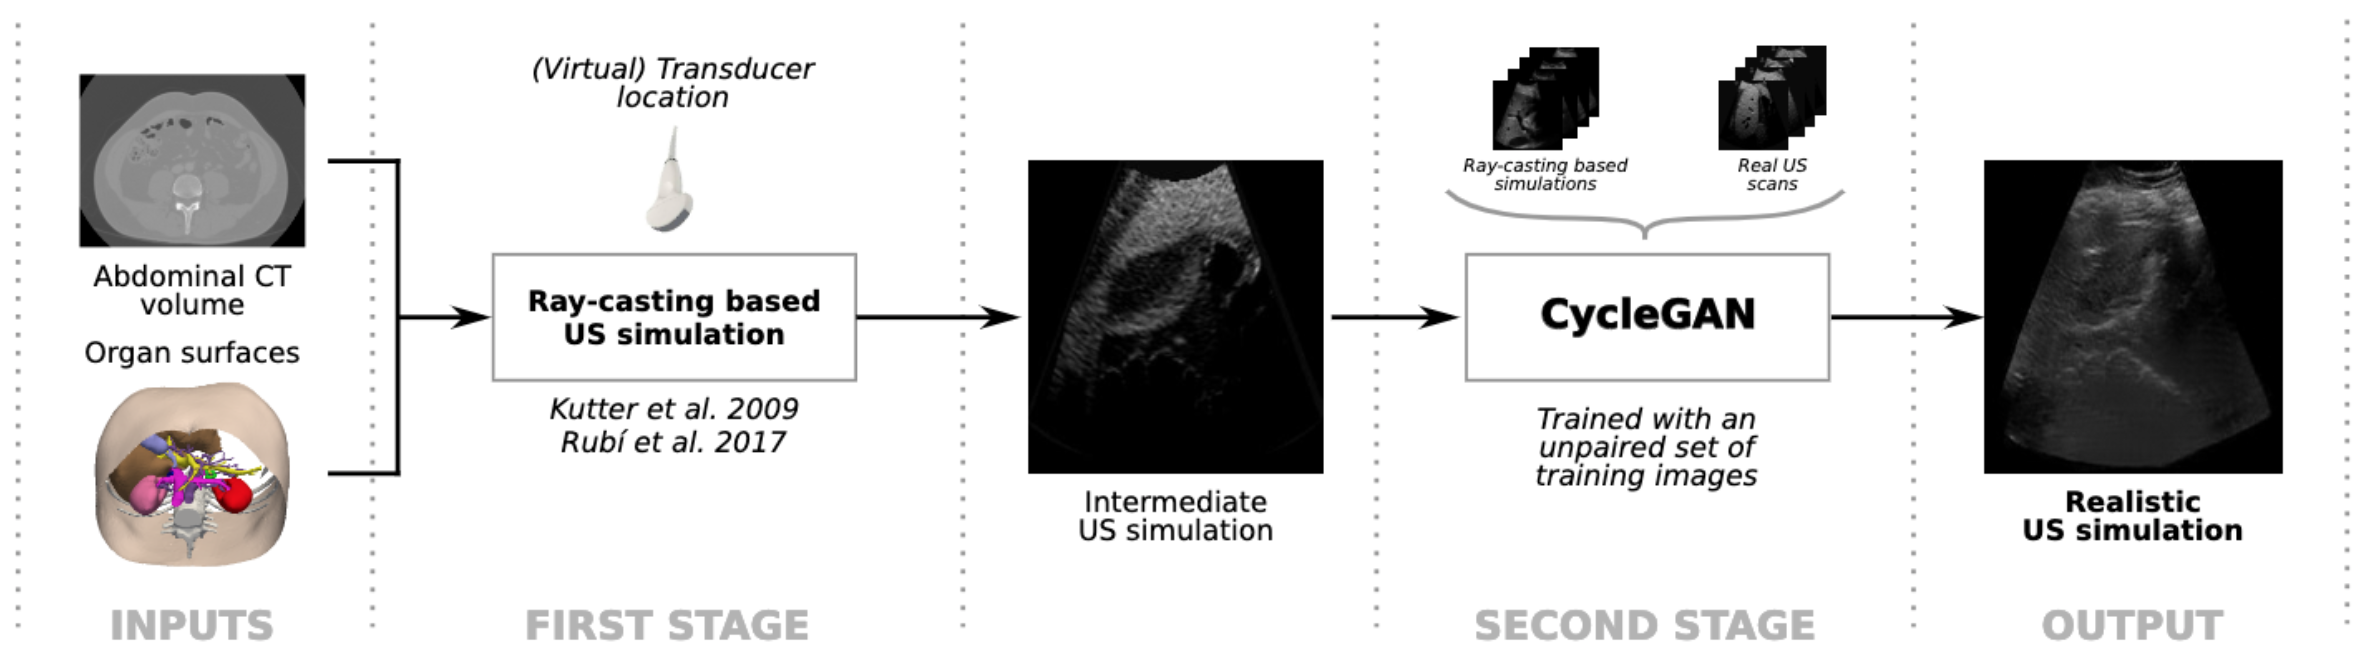 Abdominal CT
volume
Organ surfaces
INPUTS
(Virtual) Transducer
location
Ray-casting based
US simulation
Kutter et al. 2009
Rubí et al. 2017
FIRST STAGE
Intermediate
US simulation
Ray-casting based
simulations
Real US
scans
CycleGAN
Trained with an
unpaired set of
training images
SECOND STAGE
Realistic
US simulation
OUTPUT